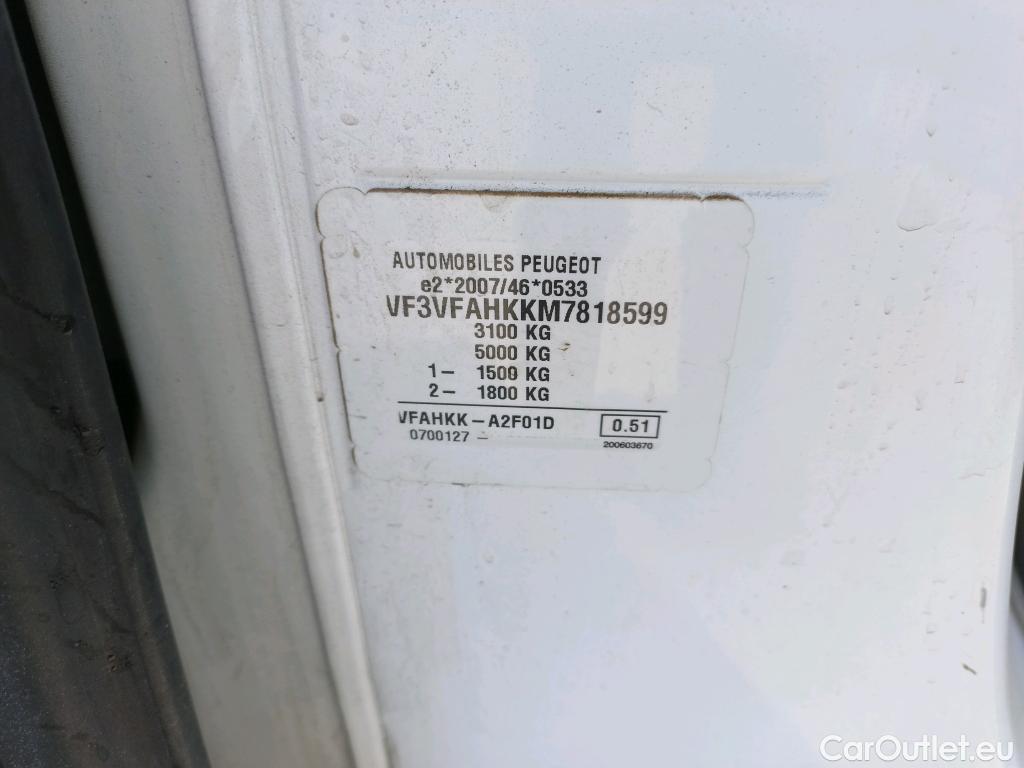 AUTOMOBILES PEUGEOT
e2*2007/46*0533
VF3VFAHKKM7818599
3100 KG
5000 KG
1- 1500 KG
2- 1800 KG
VFAHKK-A2F01D 0.51
0700127 - 200603670
CarOutlet.eu